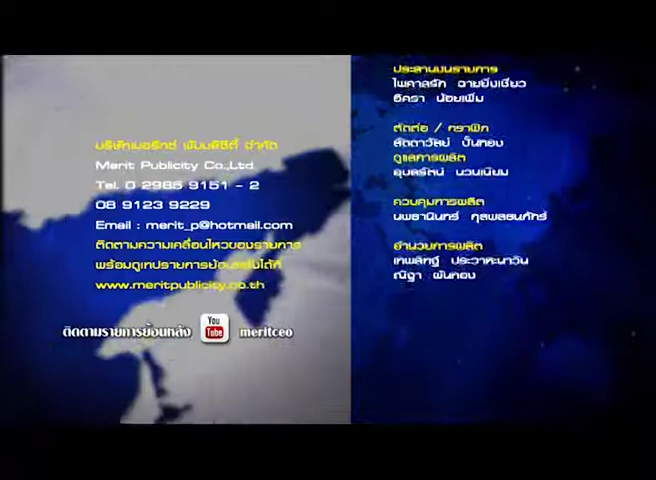 บริษัทเมอริทช์ พับบลิซิตี้ จำกัด
Merit Publicity Co.,Ltd
Tel. 0 2985 9151 - 2
08 9123 9229
Email : merit_p@hotmail.com
ติดตามความเคลื่อนไหวของรายการ
พร้อมดูเทปรายการย้อนหลังได้ที่
www.meritpublicity.co.th
ติดตามรายการย้อนหลัง You Tube meritceo
ประสานงานรายการ
ไพศาลรัก ฉายยิ่งเชี่ยว
อิศรา น้อยเพิ่ม
ตัดต่อ / กราฟิก
ลัดดาวัลย์ ปั้นทอง
ดูแลการผลิต
อุบลรัตน์ นวนเนียม
ควบคุมการผลิต
นพธานินทร์ กุลพสธนภัทร์
อำนวยการผลิต
เทพสิทฎ์ ประวาหะนาวิน
ณัฐา ผันทอง